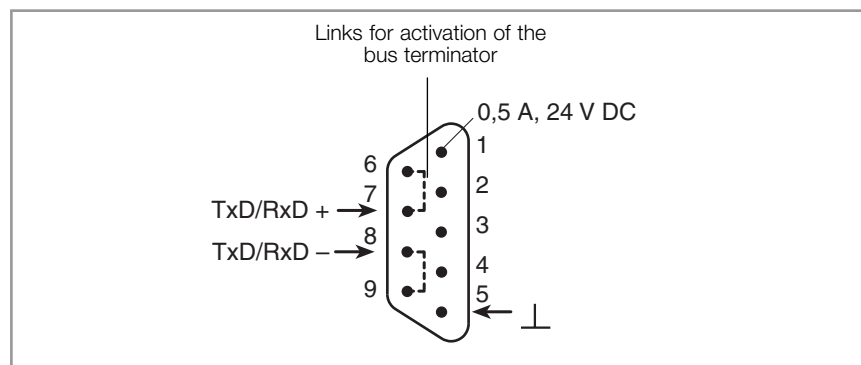 Links for activation of the
bus terminator
0,5 A, 24 V DC
1
6
2
7
TxD/RxD +
3
8
TxD/RxD –
4
9
5